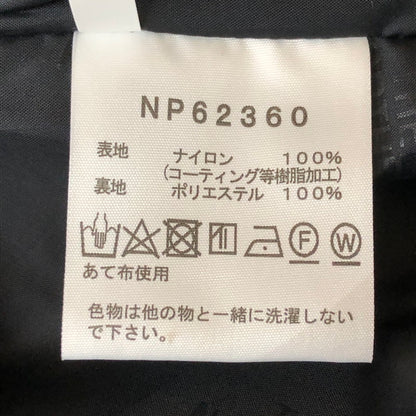 NP62360
表地 ナイロン 100%
(コーティング等樹脂加工)
裏地 ポリエステル 100%
F W
あて布使用
色物は他の物と一緒に洗濯しない
で下さい。